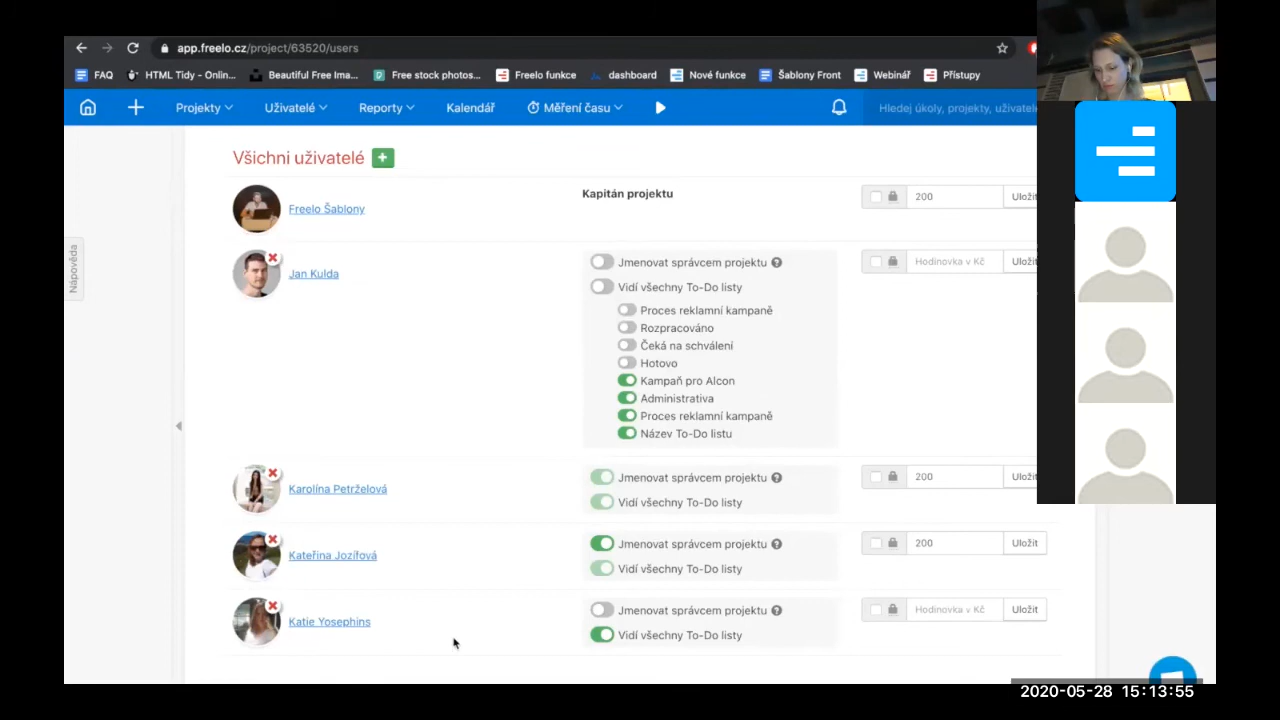 app.freelo.cz/project/63520/users
FAQ HTML Tidy - Onlin... Beautiful Free Ima... Free stock photos... Freelo funkce dashboard Nové funkce Šablony Front Webinář Přístupy
Projekty Uživatelé Reporty Kalendář Měření času Hledej úkoly, projekty, uživatele
Nápověda
Všichni uživatelé
Freelo Šablony Kapitán projektu 200 Uložit
Jan Kulda Jmenovat správcem projektu Hodinovka v Kč Uložit
Vidí všechny To-Do listy
Proces reklamní kampaně
Rozpracováno
Čeká na schválení
Hotovo
Kampaň pro Alcon
Administrativa
Proces reklamní kampaně
Název To-Do listu
Karolína Petrželová Jmenovat správcem projektu 200 Uložit
Vidí všechny To-Do listy
Kateřina Jozífová Jmenovat správcem projektu 200 Uložit
Vidí všechny To-Do listy
Katie Yosephins Jmenovat správcem projektu Hodinovka v Kč Uložit
Vidí všechny To-Do listy
2020-05-28 15:13:55